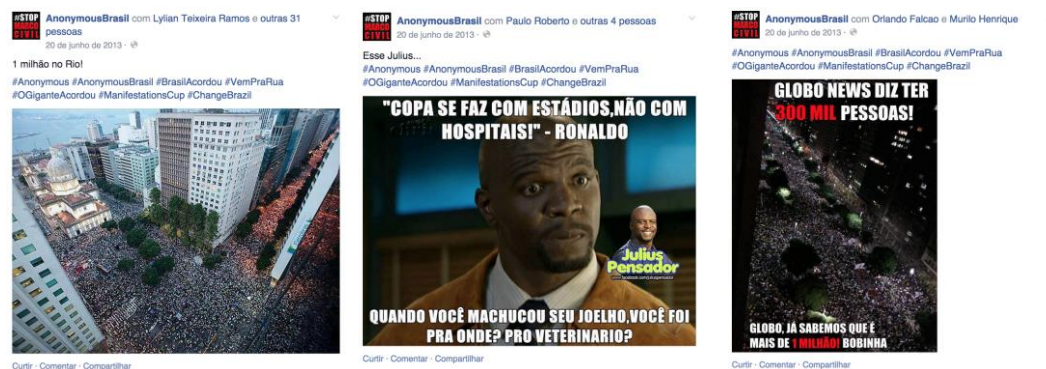 #STOP
MARCO
CIVIL
AnonymousBrasil com Lylian Teixeira Ramos e outras 31
pessoas
20 de junho de 2013 ·
1 milhão no Rio!
#Anonymous #AnonymousBrasil #BrasilAcordou #VemPraRua
#OGiganteAcordou #ManifestationsCup #ChangeBrazil
Curtir · Comentar · Compartilhar
#STOP
MARCO
CIVIL
AnonymousBrasil com Paulo Roberto e outras 4 pessoas
20 de junho de 2013 ·
Esse Julius...
#Anonymous #AnonymousBrasil #BrasilAcordou #VemPraRua
#OGiganteAcordou #ManifestationsCup #ChangeBrazil
"COPA SE FAZ COM ESTÁDIOS,NÃO COM
HOSPITAIS!" - RONALDO
Julius
Pensador
QUANDO VOCÊ MACHUCOU SEU JOELHO,VOCÊ FOI
PRA ONDE? PRO VETERINARIO?
Curtir · Comentar · Compartilhar
#STOP
MARCO
CIVIL
AnonymousBrasil com Orlando Falcao e Murilo Henrique
20 de junho de 2013 ·
#Anonymous #AnonymousBrasil #BrasilAcordou #VemPraRua
#OGiganteAcordou #ManifestationsCup #ChangeBrazil
GLOBO NEWS DIZ TER
300 MIL PESSOAS!
GLOBO, JÁ SABEMOS QUE É
MAIS DE 1 MILHÃO! BOBINHA
Curtir · Comentar · Compartilhar